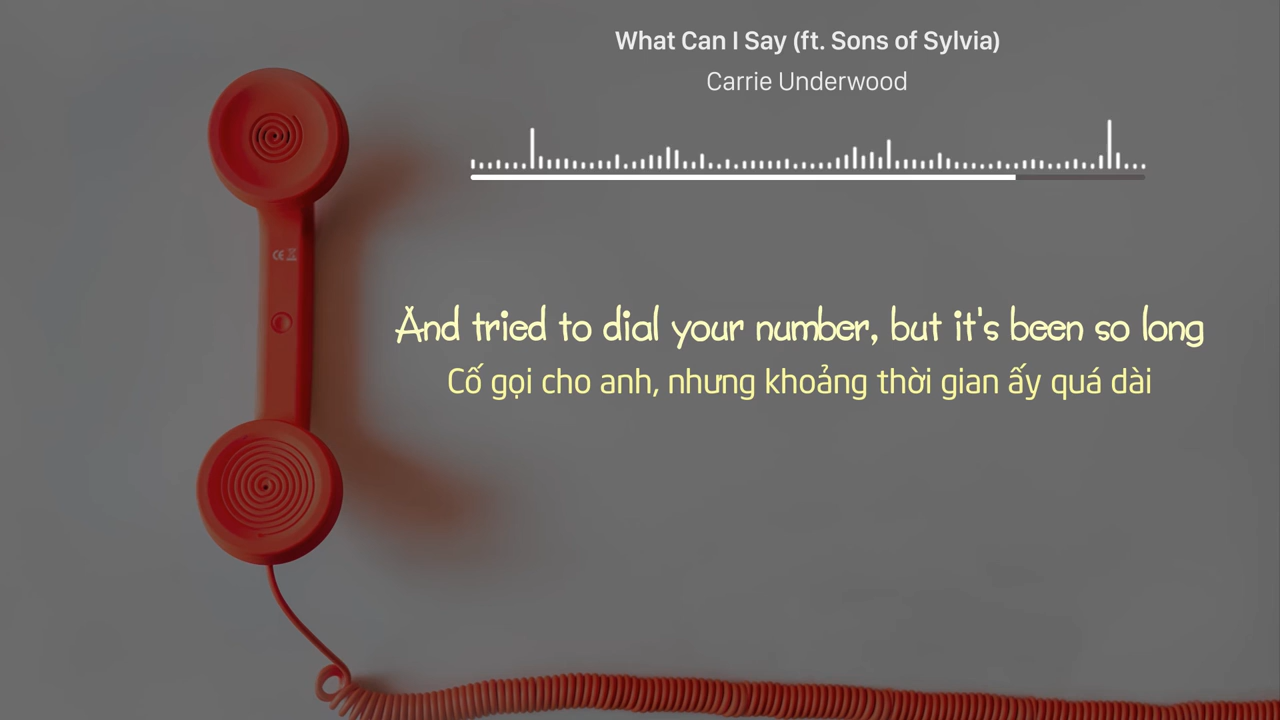 What Can I Say (ft. Sons of Sylvia)
Carrie Underwood
CE
And tried to dial your number, but it's been so long
Cố gọi cho anh, nhưng khoảng thời gian ấy quá dài